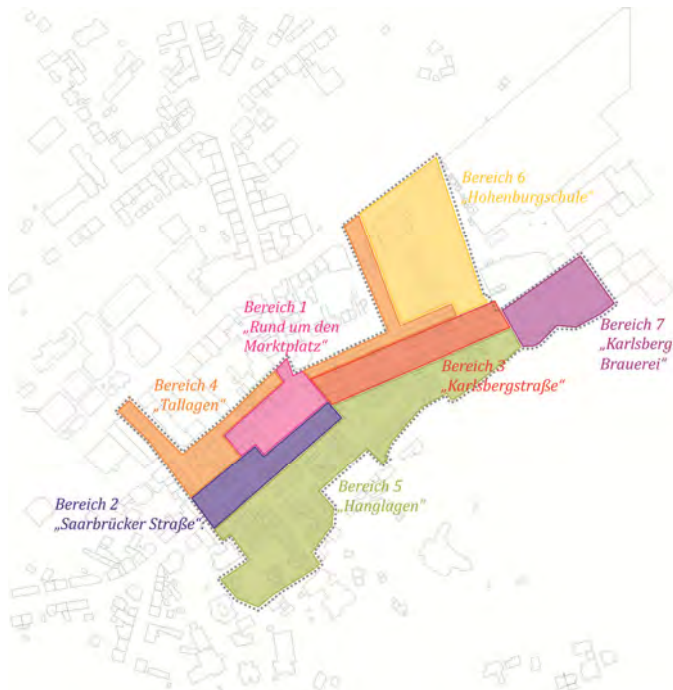 Bereich 6
„Hohenburgschule“
Bereich 1
„Rund um den
Marktplatz“
Bereich 7
„Karlsberg
Brauerei“
Bereich 4
„Tallagen“
Bereich 3
„Karlsbergstraße“
Bereich 5
„Hanglagen“
Bereich 2
„Saarbrücker Straße“